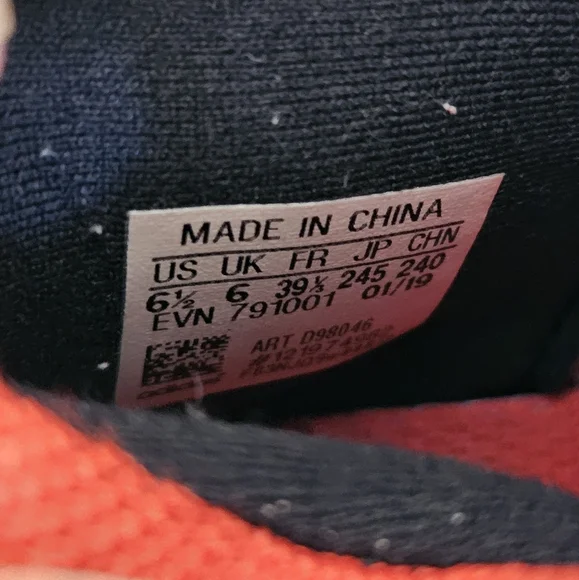 MADE IN CHINA
US UK FR JP CHN
6½ 6 39⅓ 245 240
EVN 791001 01/19
ART D98046